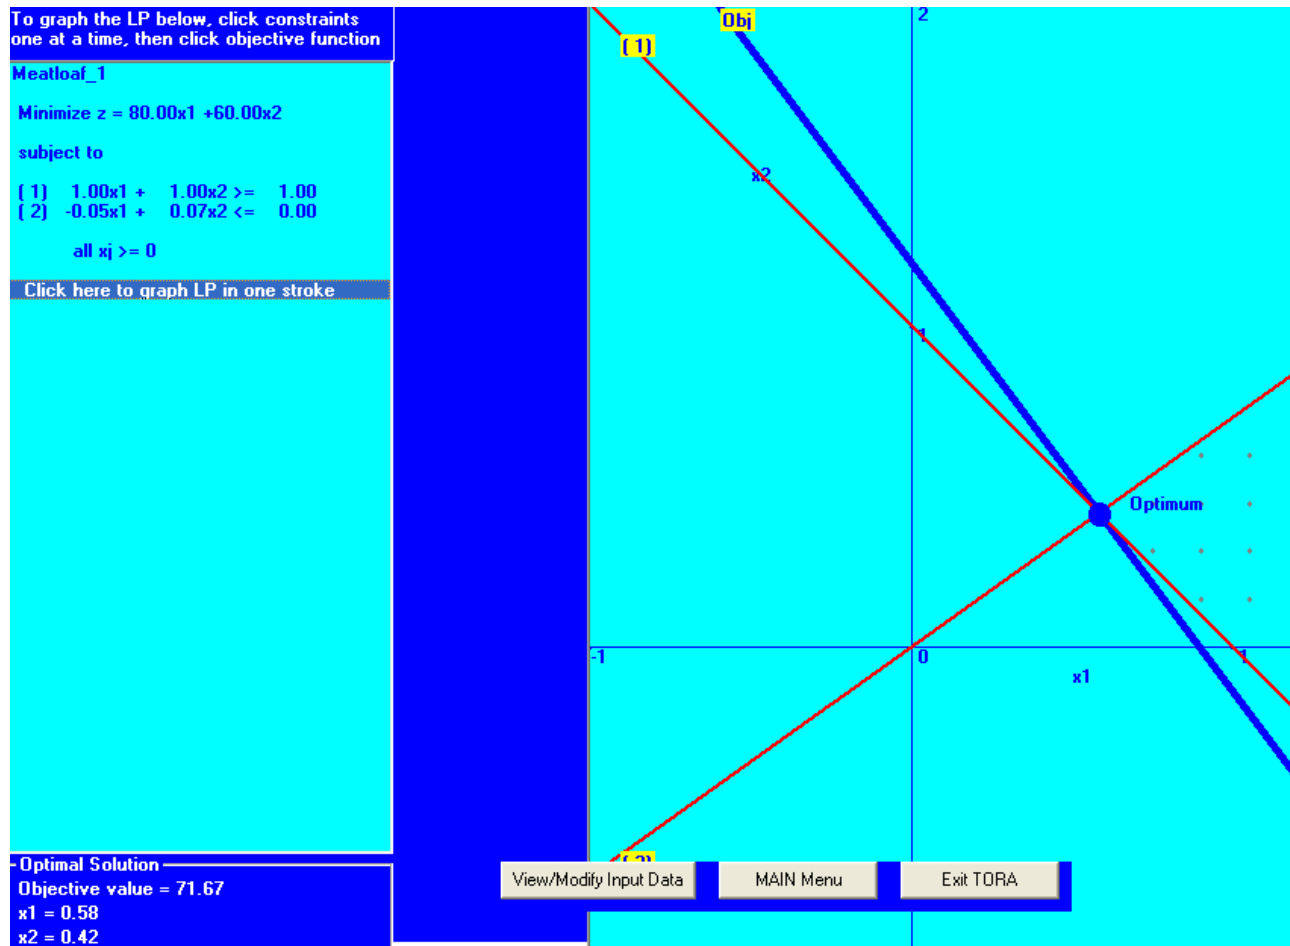 To graph the LP below, click constraints
one at a time, then click objective function
Meatloaf_1
Minimize z = 80.00x1 +60.00x2
subject to
( 1) 1.00x1 + 1.00x2 >= 1.00
( 2) -0.05x1 + 0.07x2 <= 0.00
all xj >= 0
Click here to graph LP in one stroke
Optimal Solution
Objective value = 71.67
x1 = 0.58
x2 = 0.42
Obj
2
( 1)
x2
1
Optimum
-1
0
1
x1
( 2)
View/Modify Input Data
MAIN Menu
Exit TORA